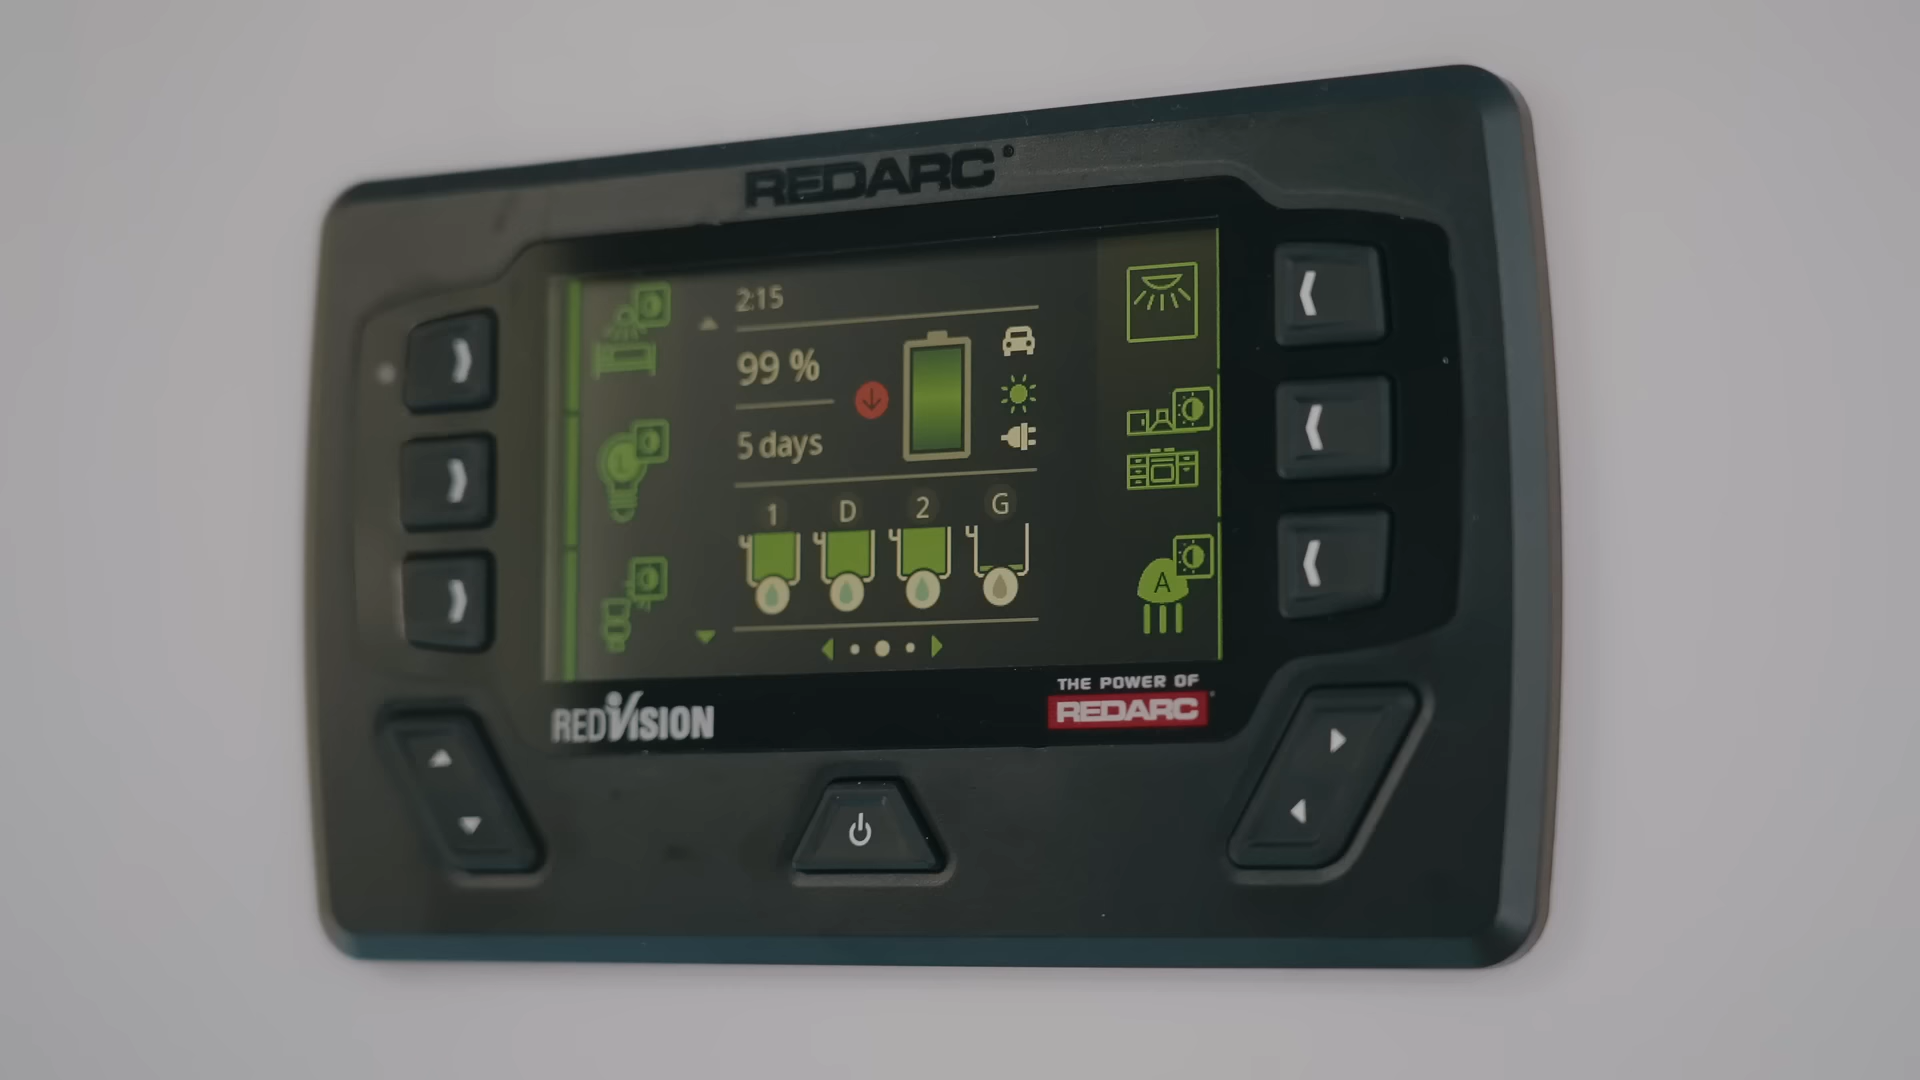 REDARC
2:15
99 %
5 days
1 D 2 G
L
A
REDVISION
THE POWER OF
REDARC